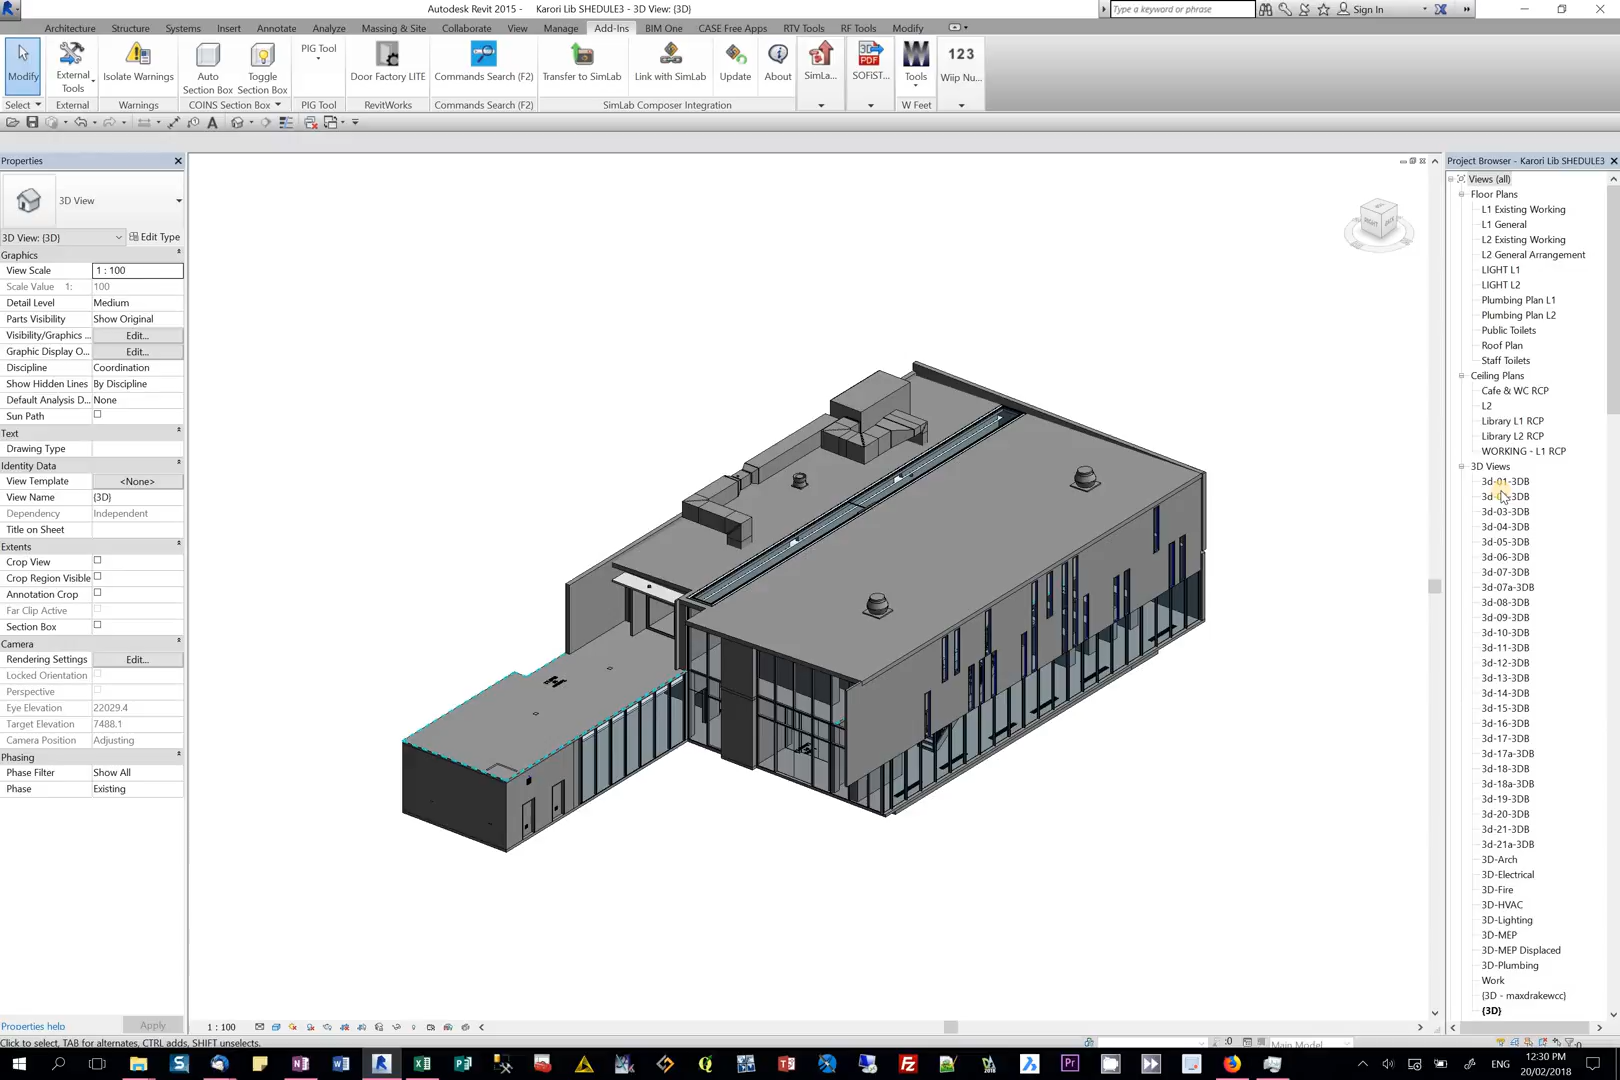 Autodesk Revit 2015 - Karori Lib SHEDULE3 - 3D View: {3D}
Type a keyword or phrase
Sign In
Architecture Structure Systems Insert Annotate Analyze Massing & Site Collaborate View Manage Add-Ins BIM One CASE Free Apps RTV Tools RF Tools Modify
Modify
External Tools
Isolate Warnings
Auto Section Box
Toggle Section Box
PIG Tool
Door Factory LITE
Commands Search (F2)
Transfer to SimLab
Link with SimLab
Update
About
SimLa...
SOFiST...
Tools
123
Wiip Nu...
Select External Warnings COINS Section Box PIG Tool RevitWorks Commands Search (F2) SimLab Composer Integration W Feet
Properties
3D View
3D View: {3D} Edit Type
Graphics
View Scale 1 : 100
Scale Value 1: 100
Detail Level Medium
Parts Visibility Show Original
Visibility/Graphics ... Edit...
Graphic Display O... Edit...
Discipline Coordination
Show Hidden Lines By Discipline
Default Analysis D... None
Sun Path
Text
Drawing Type
Identity Data
View Template <None>
View Name {3D}
Dependency Independent
Title on Sheet
Extents
Crop View
Crop Region Visible
Annotation Crop
Far Clip Active
Section Box
Camera
Rendering Settings Edit...
Locked Orientation
Perspective
Eye Elevation 22029.4
Target Elevation 7488.1
Camera Position Adjusting
Phasing
Phase Filter Show All
Phase Existing
Properties help Apply
Project Browser - Karori Lib SHEDULE3
Views (all)
Floor Plans
L1 Existing Working
L1 General
L2 Existing Working
L2 General Arrangement
LIGHT L1
LIGHT L2
Plumbing Plan L1
Plumbing Plan L2
Public Toilets
Roof Plan
Staff Toilets
Ceiling Plans
Cafe & WC RCP
L2
Library L1 RCP
Library L2 RCP
WORKING - L1 RCP
3D Views
3d-01-3DB
3DB
3d-03-3DB
3d-04-3DB
3d-05-3DB
3d-06-3DB
3d-07-3DB
3d-07a-3DB
3d-08-3DB
3d-09-3DB
3d-10-3DB
3d-11-3DB
3d-12-3DB
3d-13-3DB
3d-14-3DB
3d-15-3DB
3d-16-3DB
3d-17-3DB
3d-17a-3DB
3d-18-3DB
3d-18a-3DB
3d-19-3DB
3d-20-3DB
3d-21-3DB
3d-21a-3DB
3D-Arch
3D-Electrical
3D-Fire
3D-HVAC
3D-Lighting
3D-MEP
3D-MEP Displaced
3D-Plumbing
Work
{3D - maxdrakewcc}
{3D}
1 : 100
Click to select, TAB for alternates, CTRL adds, SHIFT unselects.
:0
Main Model
:0
ENG
12:30 PM
20/02/2018